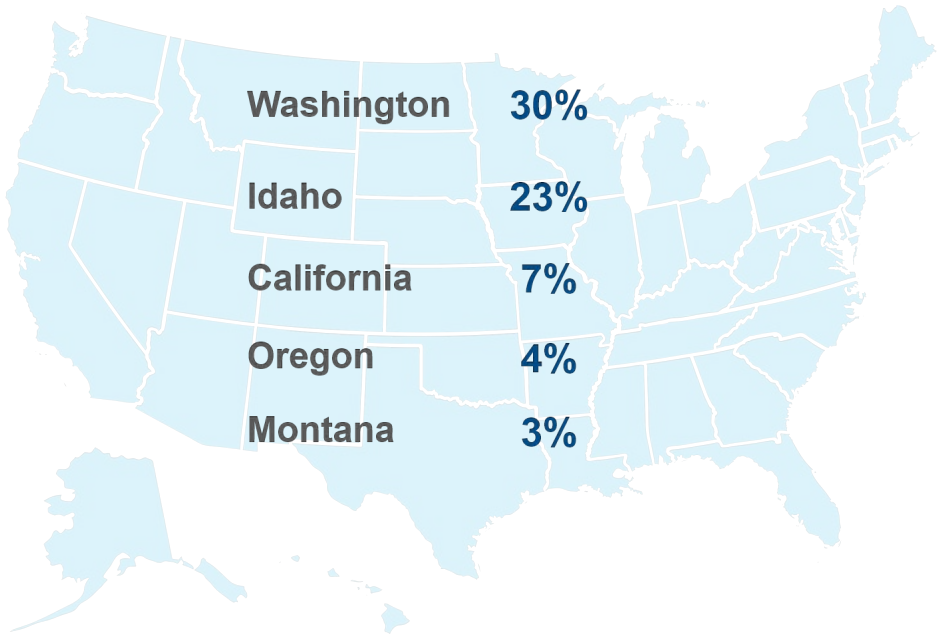 Washington 30%
Idaho 23%
California 7%
Oregon 4%
Montana 3%